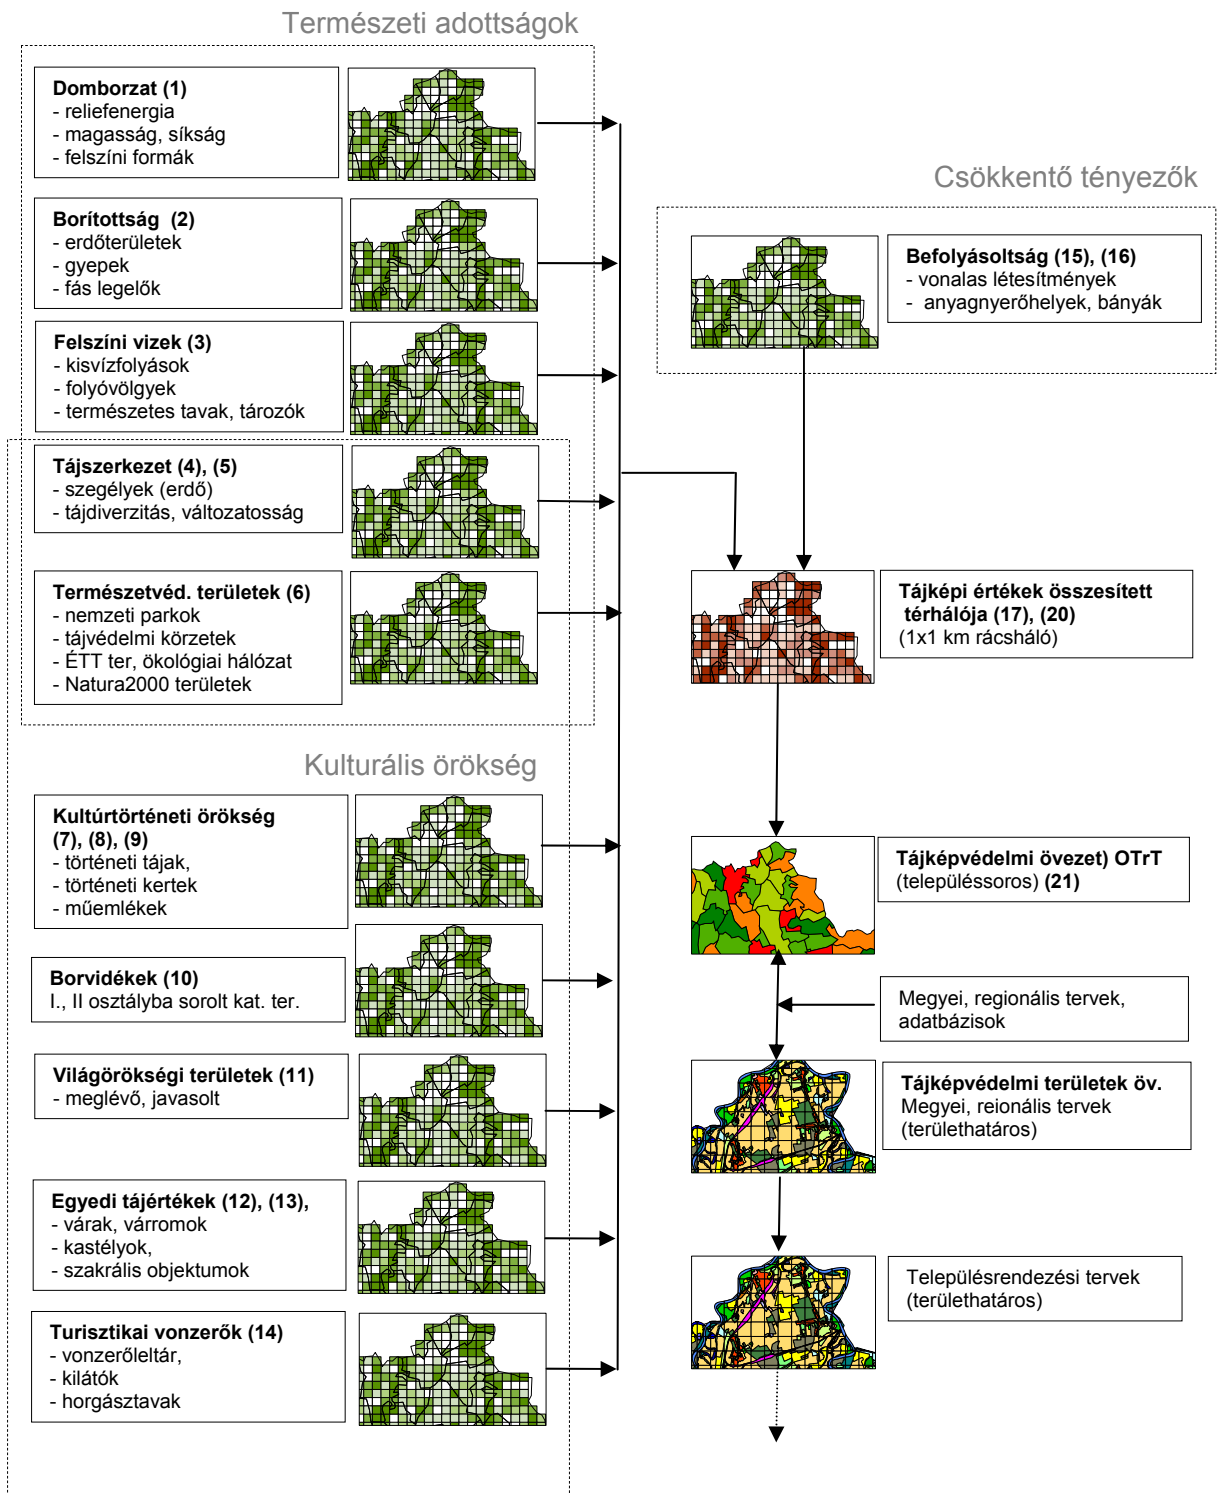 Természeti adottságok
Domborzat (1)
- reliefenergia
- magasság, síkság
- felszíni formák
Borítottság (2)
- erdőterületek
- gyepek
- fás legelők
Felszíni vizek (3)
- kisvízfolyások
- folyóvölgyek
- természetes tavak, tározók
Tájszerkezet (4), (5)
- szegélyek (erdő)
- tájdiverzitás, változatosság
Természetvéd. területek (6)
- nemzeti parkok
- tájvédelmi körzetek
- ÉTT ter, ökológiai hálózat
- Natura2000 területek
Kulturális örökség
Kultúrtörténeti örökség
(7), (8), (9)
- történeti tájak,
- történeti kertek
- műemlékek
Borvidékek (10)
I., II osztályba sorolt kat. ter.
Világörökségi területek (11)
- meglévő, javasolt
Egyedi tájértékek (12), (13),
- várak, várromok
- kastélyok,
- szakrális objektumok
Turisztikai vonzerők (14)
- vonzerőleltár,
- kilátók
- horgásztavak
Csökkentő tényezők
Befolyásoltság (15), (16)
- vonalas létesítmények
- anyagnyerőhelyek, bányák
Tájképi értékek összesített
térhálója (17), (20)
(1x1 km rácsháló)
Tájképvédelmi övezet) OTrT
(településsoros) (21)
Megyei, regionális tervek,
adatbázisok
Tájképvédelmi területek öv.
Megyei, reionális tervek
(területhatáros)
Településrendezési tervek
(területhatáros)